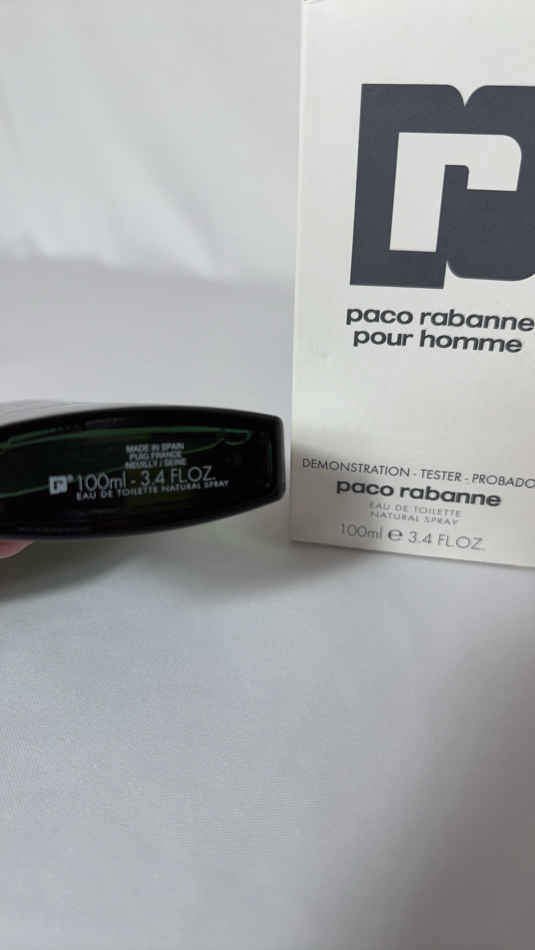 paco rabanne
pour homme
DEMONSTRATION - TESTER - PROBADO
paco rabanne
EAU DE TOILETTE
NATURAL SPRAY
100ml e 3.4 FL.OZ.
MADE IN SPAIN
PUIG FRANCE
NEUILLY / SEINE
100ml - 3.4 FL.OZ.
EAU DE TOILETTE NATURAL SPRAY